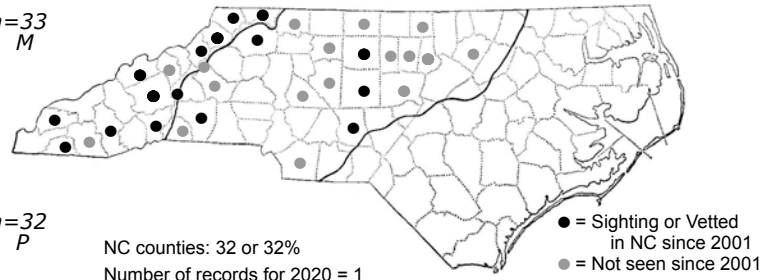 n=33
M
n=32
P
NC counties: 32 or 32%
Number of records for 2020 = 1
● = Sighting or Vetted
in NC since 2001
● = Not seen since 2001